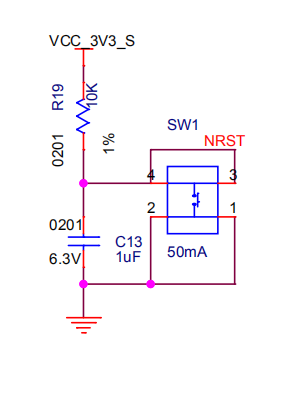 VCC_3V3_S
R19
10K
0201
1%
SW1
NRST
4
3
2
1
0201
C13
6.3V
1uF
50mA